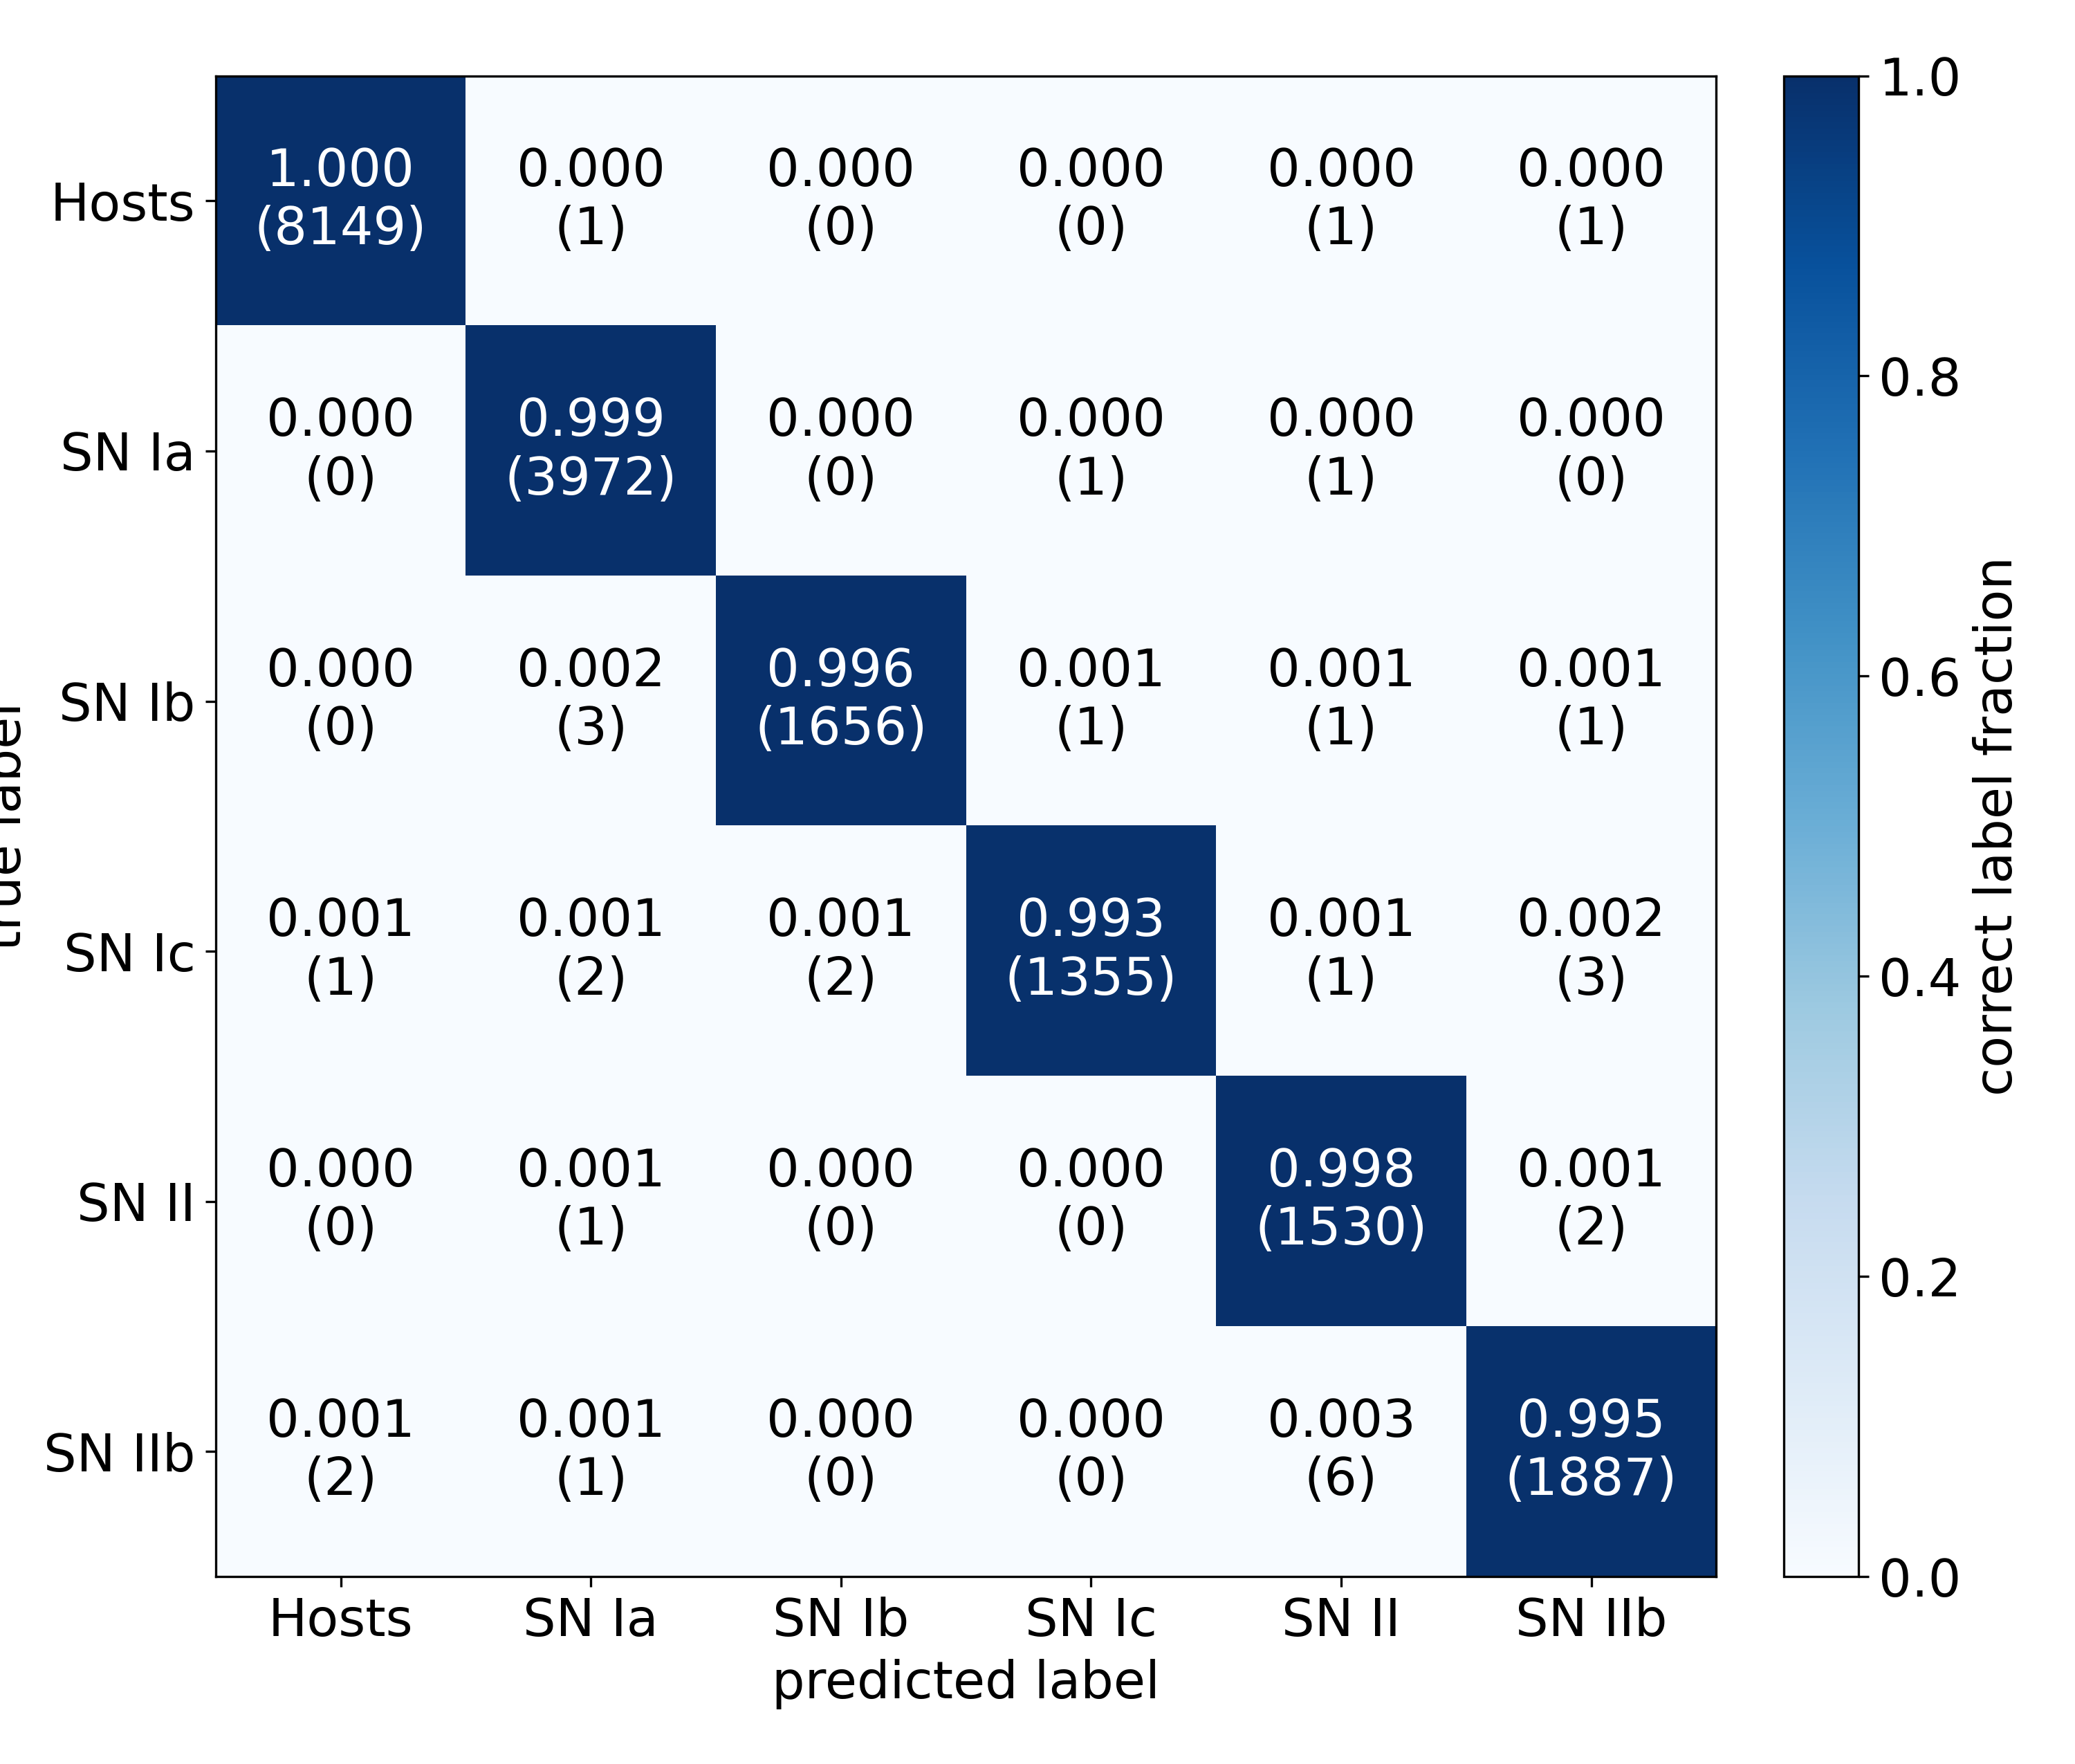 Hosts
1.000 0.000 0.000 0.000 0.000 0.000
(8149) (1) (0) (0) (1) (1)
SN Ia
0.000 0.999 0.000 0.000 0.000 0.000
(0) (3972) (0) (1) (1) (0)
SN Ib
0.000 0.002 0.996 0.001 0.001 0.001
(0) (3) (1656) (1) (1) (1)
SN Ic
0.001 0.001 0.001 0.993 0.001 0.002
(1) (2) (2) (1355) (1) (3)
SN II
0.000 0.001 0.000 0.000 0.998 0.001
(0) (1) (0) (0) (1530) (2)
SN IIb
0.001 0.001 0.000 0.000 0.003 0.995
(2) (1) (0) (0) (6) (1887)
Hosts SN Ia SN Ib SN Ic SN II SN IIb
predicted label
true label
1.0
0.8
0.6
0.4
0.2
0.0
correct label fraction